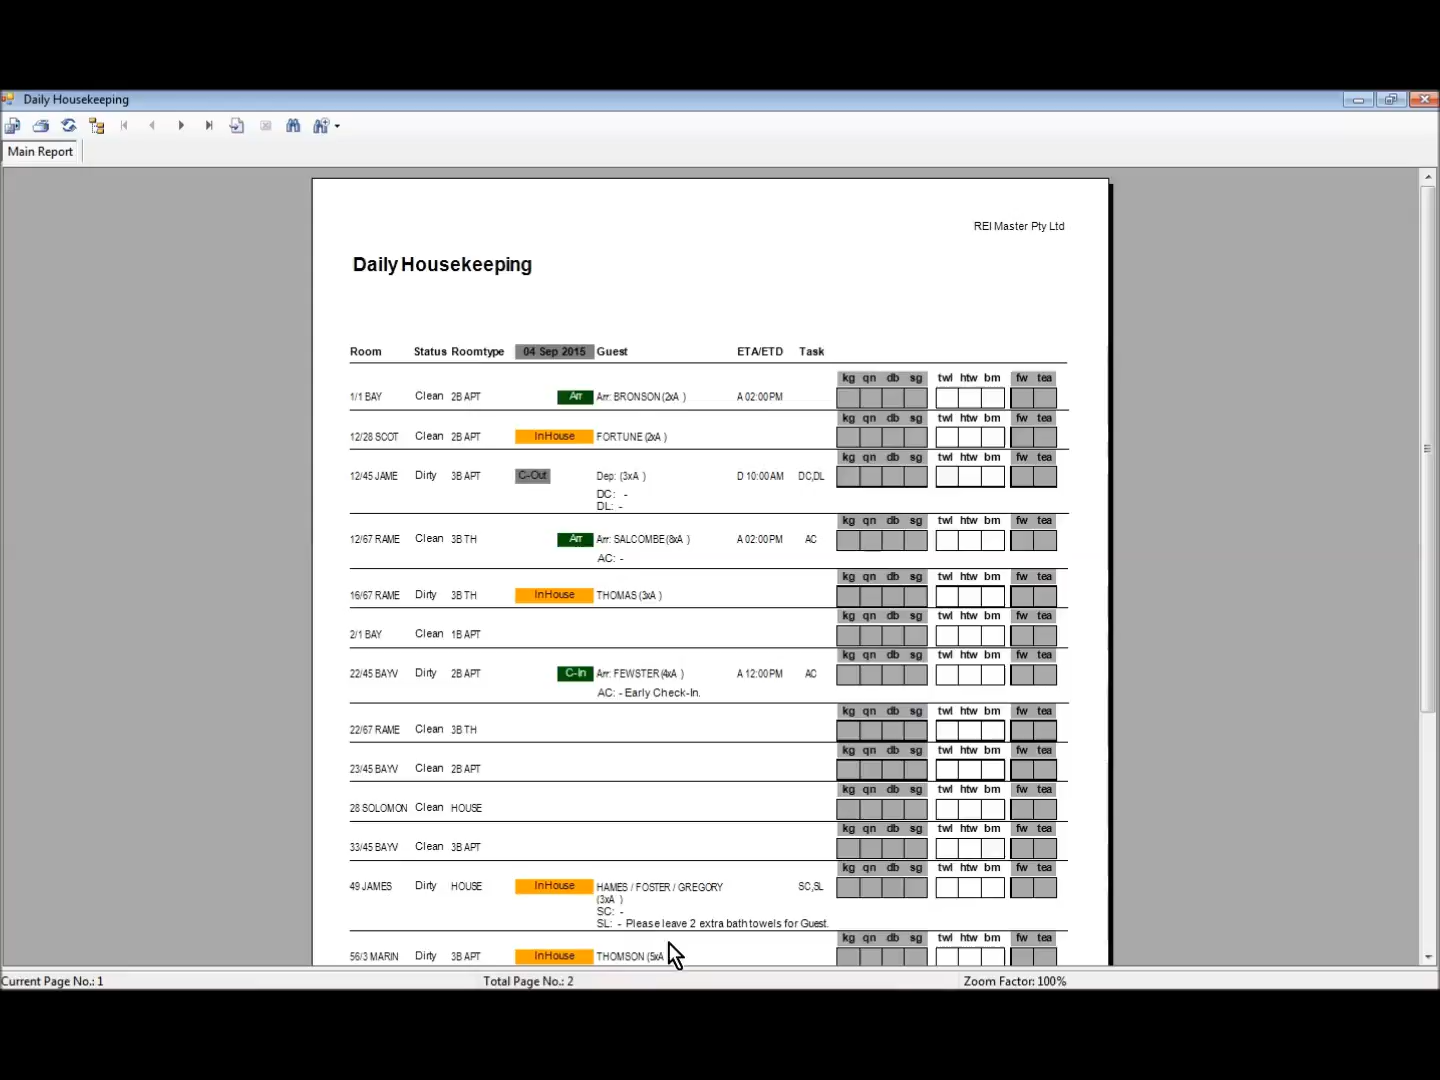 Daily Housekeeping
Main Report
REI Master Pty Ltd
Daily Housekeeping
Room Status Roomtype 04 Sep 2015 Guest ETA/ETD Task
kg qn db sg twl htw bm fw tea
1/1 BAY Clean 2B APT Arr Arr: BRONSON (2xA ) A 02:00PM
kg qn db sg twl htw bm fw tea
12/28 SCOT Clean 2B APT InHouse FORTUNE (2xA )
kg qn db sg twl htw bm fw tea
12/45 JAME Dirty 3B APT C-Out Dep: (3xA ) D 10:00AM DC,DL
DC: -
DL: -
kg qn db sg twl htw bm fw tea
12/67 RAME Clean 3B TH Arr Arr: SALCOMBE (8xA ) A 02:00PM AC
AC: -
kg qn db sg twl htw bm fw tea
16/67 RAME Dirty 3B TH InHouse THOMAS (3xA )
kg qn db sg twl htw bm fw tea
2/1 BAY Clean 1B APT
kg qn db sg twl htw bm fw tea
22/45 BAYV Dirty 2B APT C-In Arr: FEWSTER (4xA ) A 12:00PM AC
AC: - Early Check-In.
kg qn db sg twl htw bm fw tea
22/67 RAME Clean 3B TH
kg qn db sg twl htw bm fw tea
23/45 BAYV Clean 2B APT
kg qn db sg twl htw bm fw tea
28 SOLOMON Clean HOUSE
kg qn db sg twl htw bm fw tea
33/45 BAYV Clean 3B APT
kg qn db sg twl htw bm fw tea
49 JAMES Dirty HOUSE InHouse HAMES / FOSTER / GREGORY SC,SL
(3xA )
SC: -
SL: - Please leave 2 extra bath towels for Guest.
kg qn db sg twl htw bm fw tea
56/3 MARIN Dirty 3B APT InHouse THOMSON (5xA
Current Page No.: 1 Total Page No.: 2 Zoom Factor: 100%